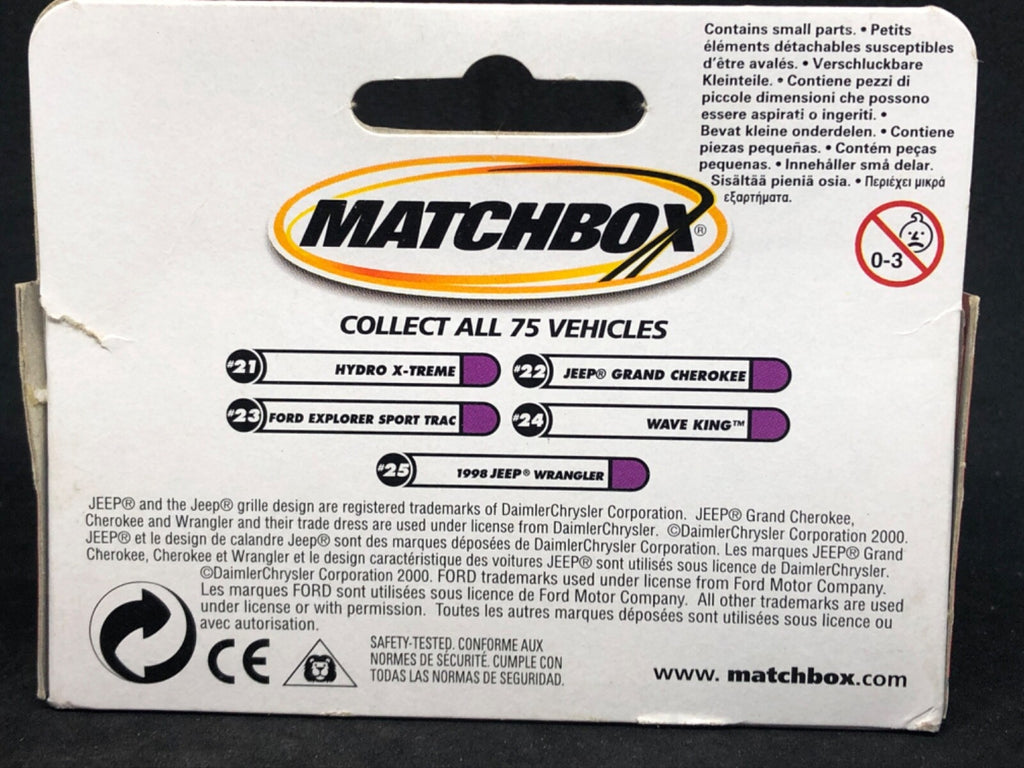 Contains small parts. • Petits
éléments détachables susceptibles
d'être avalés. • Verschluckbare
Kleinteile. • Contiene pezzi di
piccole dimensioni che possono
essere aspirati o ingeriti. •
Bevat kleine onderdelen. • Contiene
piezas pequeñas. • Contém peças
pequenas. • Innehåller små delar.
Sisältää pieniä osia. • Περιέχει μικρά
εξαρτήματα.
0-3
MATCHBOX®
COLLECT ALL 75 VEHICLES
#21 HYDRO X-TREME
#22 JEEP® GRAND CHEROKEE
#23 FORD EXPLORER SPORT TRAC
#24 WAVE KING™
#25 1998 JEEP® WRANGLER
JEEP® and the Jeep® grille design are registered trademarks of DaimlerChrysler Corporation. JEEP® Grand Cherokee,
Cherokee and Wrangler and their trade dress are used under license from DaimlerChrysler. ©DaimlerChrysler Corporation 2000.
JEEP® et le design de calandre Jeep® sont des marques déposées de DaimlerChrysler Corporation. Les marques JEEP® Grand
Cherokee, Cherokee et Wrangler et le design caractéristique des voitures JEEP® sont utilisés sous licence de DaimlerChrysler.
©DaimlerChrysler Corporation 2000. FORD trademarks used under license from Ford Motor Company.
Les marques FORD sont utilisées sous licence de Ford Motor Company. All other trademarks are used
under license or with permission. Toutes les autres marques déposées sont utilisées sous licence ou
avec autorisation.
CE
SAFETY-TESTED. CONFORME AUX
NORMES DE SÉCURITÉ. CUMPLE CON
TODAS LAS NORMAS DE SEGURIDAD.
www. matchbox.com